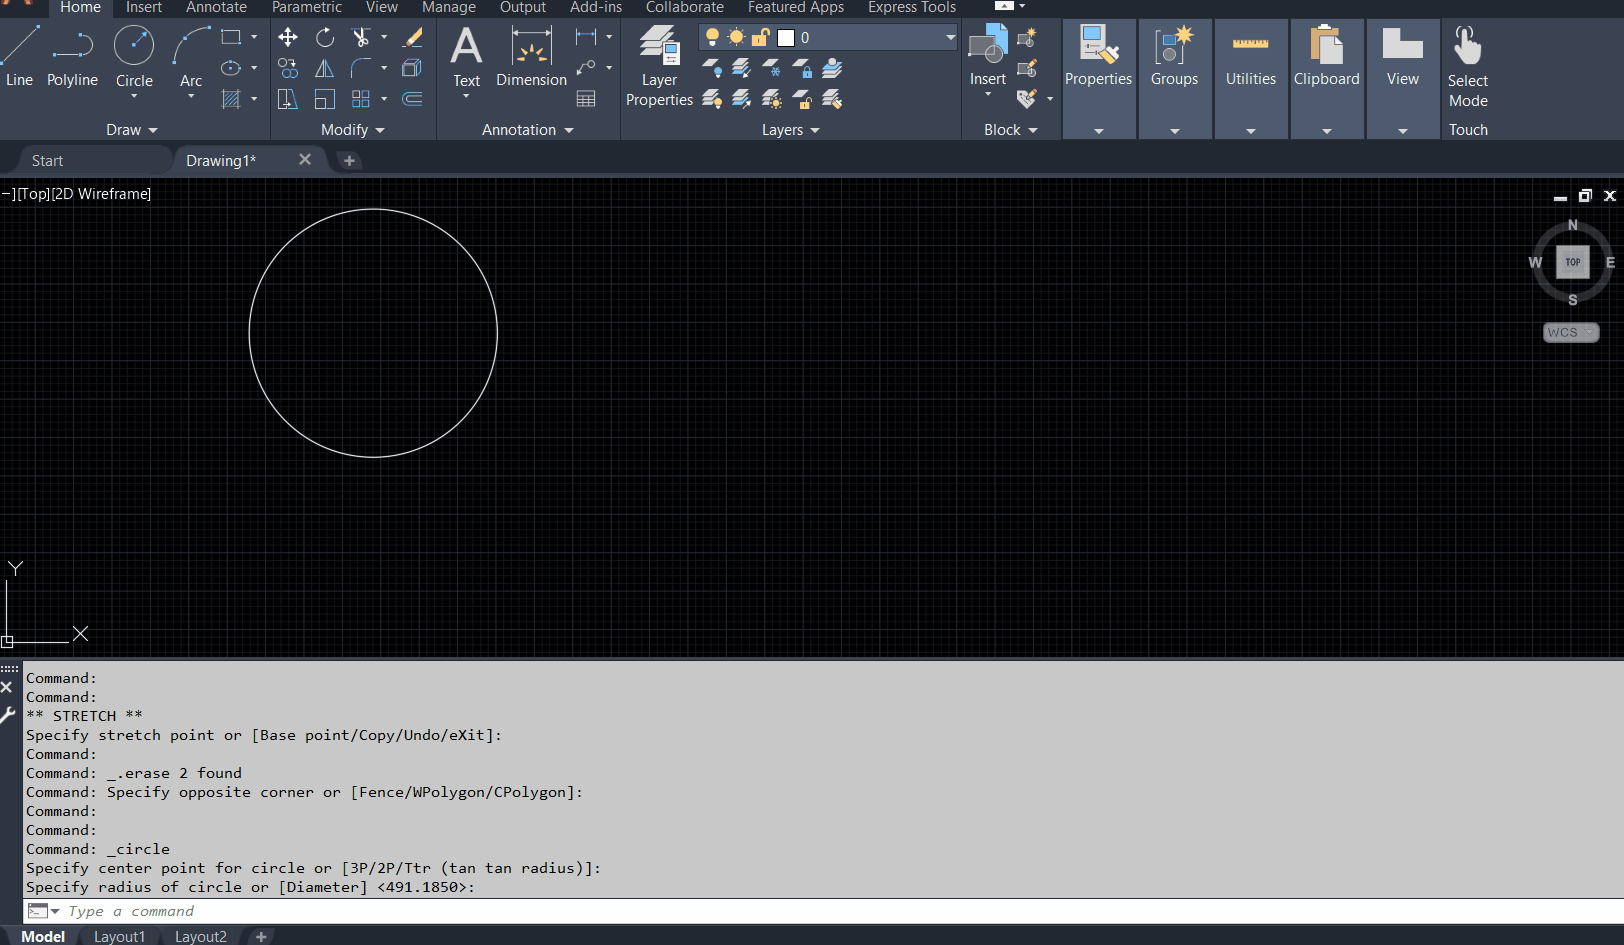 Home Insert Annotate Parametric View Manage Output Add-ins Collaborate Featured Apps Express Tools
Line Polyline Circle Arc Text Dimension Layer Properties 0 Insert Properties Groups Utilities Clipboard View Select Mode
Draw Modify Annotation Layers Block Touch
Start Drawing1*
−][Top][2D Wireframe]
N
W TOP E
S
WCS
Y
X
Command:
Command:
** STRETCH **
Specify stretch point or [Base point/Copy/Undo/eXit]:
Command:
Command: _.erase 2 found
Command: Specify opposite corner or [Fence/WPolygon/CPolygon]:
Command:
Command:
Command: _circle
Specify center point for circle or [3P/2P/Ttr (tan tan radius)]:
Specify radius of circle or [Diameter] <491.1850>:
Type a command
Model Layout1 Layout2